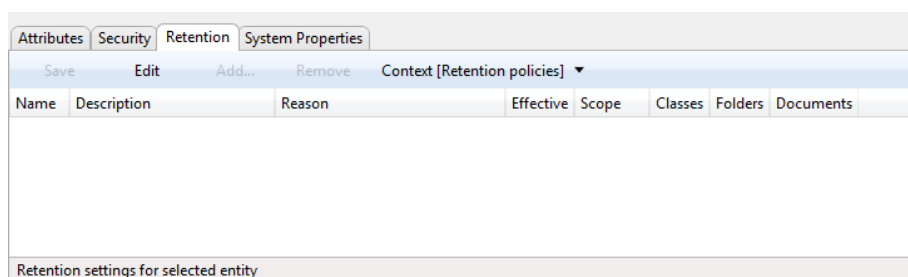 Attributes Security Retention System Properties
Save Edit Add... Remove Context [Retention policies]
Name Description Reason Effective Scope Classes Folders Documents
Retention settings for selected entity